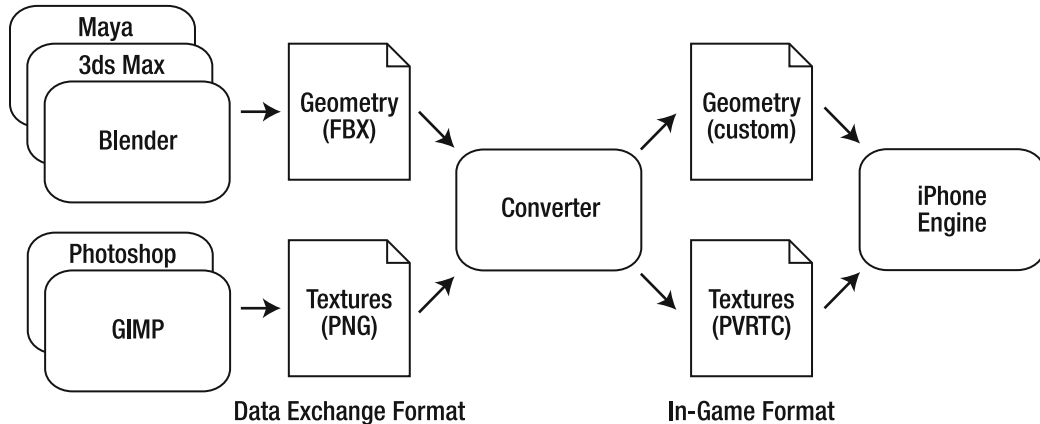 Maya
3ds Max
Blender
Geometry
(FBX)
Geometry
(custom)
Converter
iPhone
Engine
Photoshop
GIMP
Textures
(PNG)
Textures
(PVRTC)
Data Exchange Format
In-Game Format